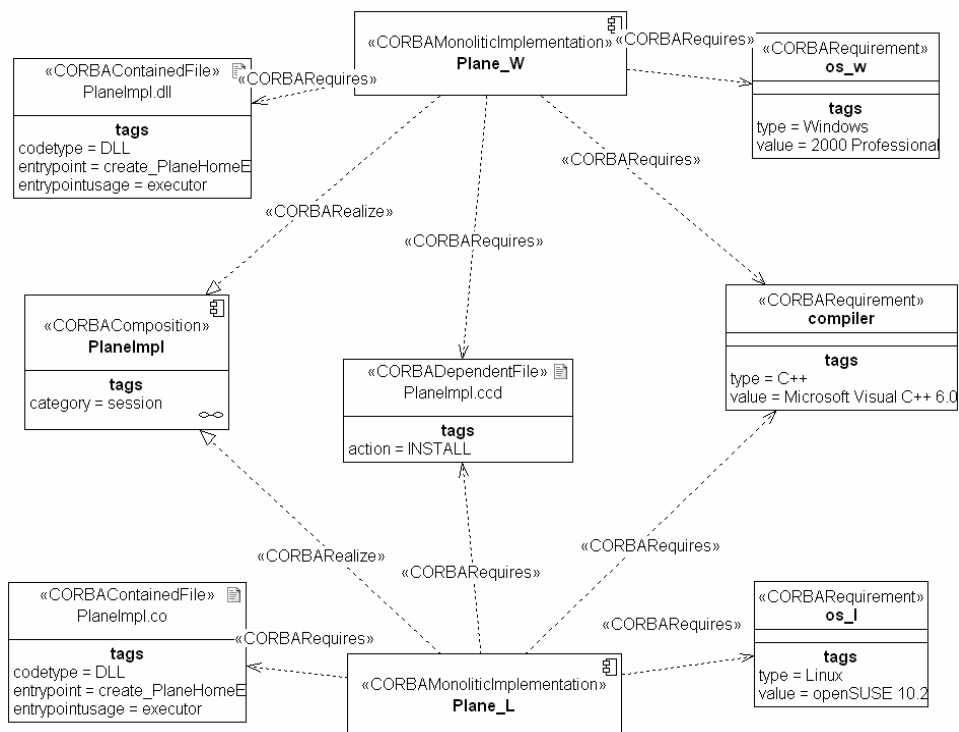 «CORBAMonoliticImplementation»
Plane_W
«CORBARequires»
«CORBARequirement»
os_w
tags
type = Windows
value = 2000 Professional
«CORBAContainedFile»
PlaneImpl.dll
tags
codetype = DLL
entrypoint = create_PlaneHomeE
entrypointusage = executor
«CORBARequires»
«CORBARequires»
«CORBARealize»
«CORBARequires»
«CORBAComposition»
PlaneImpl
tags
category = session
«CORBADependentFile»
PlaneImpl.ccd
tags
action = INSTALL
«CORBARequirement»
compiler
tags
type = C++
value = Microsoft Visual C++ 6.0
«CORBARealize»
«CORBARequires»
«CORBARequires»
«CORBAContainedFile»
PlaneImpl.co
tags
codetype = DLL
entrypoint = create_PlaneHomeE
entrypointusage = executor
«CORBARequires»
«CORBAMonoliticImplementation»
Plane_L
«CORBARequires»
«CORBARequirement»
os_l
tags
type = Linux
value = openSUSE 10.2